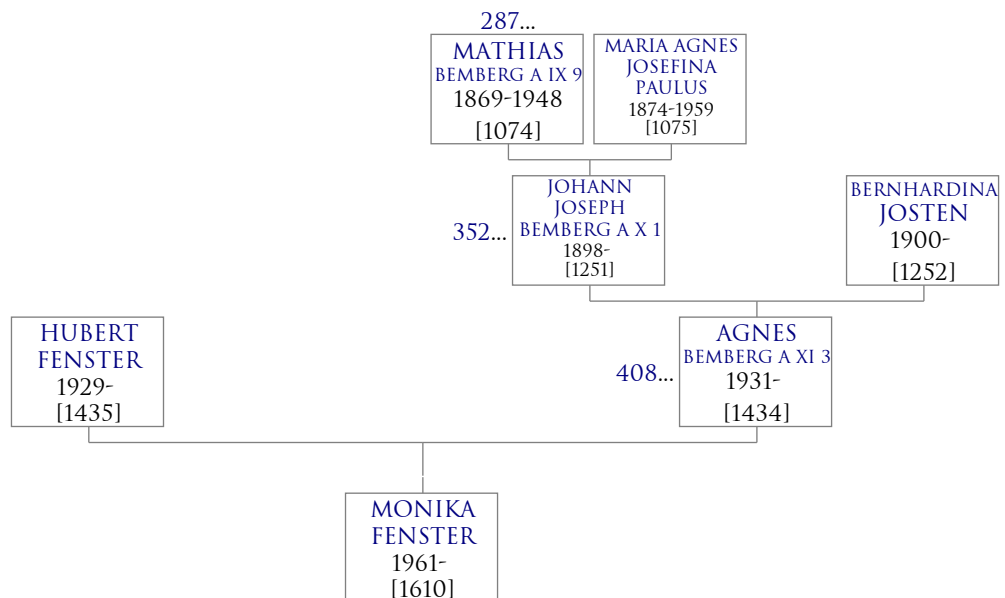 287...
MATHIAS
BEMBERG A IX 9
1869-1948
[1074]
MARIA AGNES
JOSEFINA
PAULUS
1874-1959
[1075]
JOHANN
JOSEPH
BEMBERG A X 1
1898-
[1251]
352...
BERNHARDINA
JOSTEN
1900-
[1252]
HUBERT
FENSTER
1929-
[1435]
AGNES
BEMBERG A XI 3
1931-
[1434]
408...
MONIKA
FENSTER
1961-
[1610]